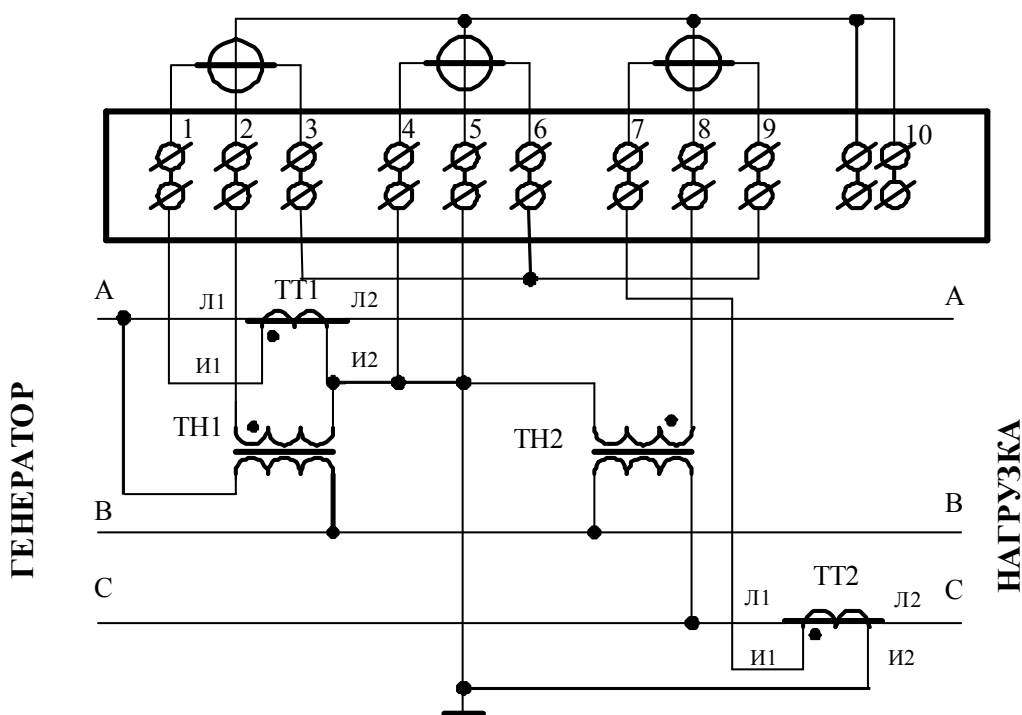 1 2 3 4 5 6 7 8 9 10
А Л1 ТТ1 Л2 А
И1 И2
ТН1 ТН2
ГЕНЕРАТОР
НАГРУЗКА
В В
С Л1 ТТ2 Л2 С
И1 И2